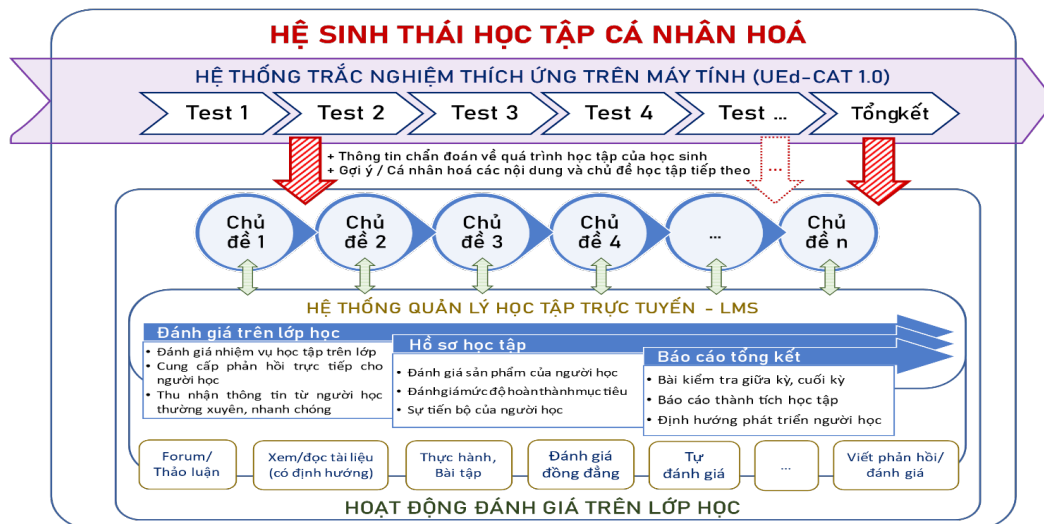 HỆ SINH THÁI HỌC TẬP CÁ NHÂN HOÁ
HỆ THỐNG TRẮC NGHIỆM THÍCH ỨNG TRÊN MÁY TÍNH (UEd-CAT 1.0)
Test 1
Test 2
Test 3
Test 4
Test ...
Tổngkết
+ Thông tin chẩn đoán về quá trình học tập của học sinh
+ Gợi ý / Cá nhân hoá các nội dung và chủ đề học tập tiếp theo
...
Chủ
đề 1
Chủ
đề 2
Chủ
đề 3
Chủ
đề 4
...
Chủ
đề n
HỆ THỐNG QUẢN LÝ HỌC TẬP TRỰC TUYẾN - LMS
Đánh giá trên lớp học
• Đánh giá nhiệm vụ học tập trên lớp
• Cung cấp phản hồi trực tiếp cho
người học
• Thu nhận thông tin từ người học
thường xuyên, nhanh chóng
Hồ sơ học tập
• Đánh giá sản phẩm của người học
• Đánhgiámứcđộhoànthànhmụctiêu
• Sự tiến bộ của người học
Báo cáo tổng kết
• Bài kiểm tra giữa kỳ, cuối kỳ
• Báo cáo thành tích học tập
• Định hướng phát triển người học
Forum/
Thảo luận
Xem/đọc tài liệu
(có định hướng)
Thực hành,
Bài tập
Đánh giá
đồng đẳng
Tự
đánh giá
...
Viết phản hồi/
đánh giá
HOẠT ĐỘNG ĐÁNH GIÁ TRÊN LỚP HỌC